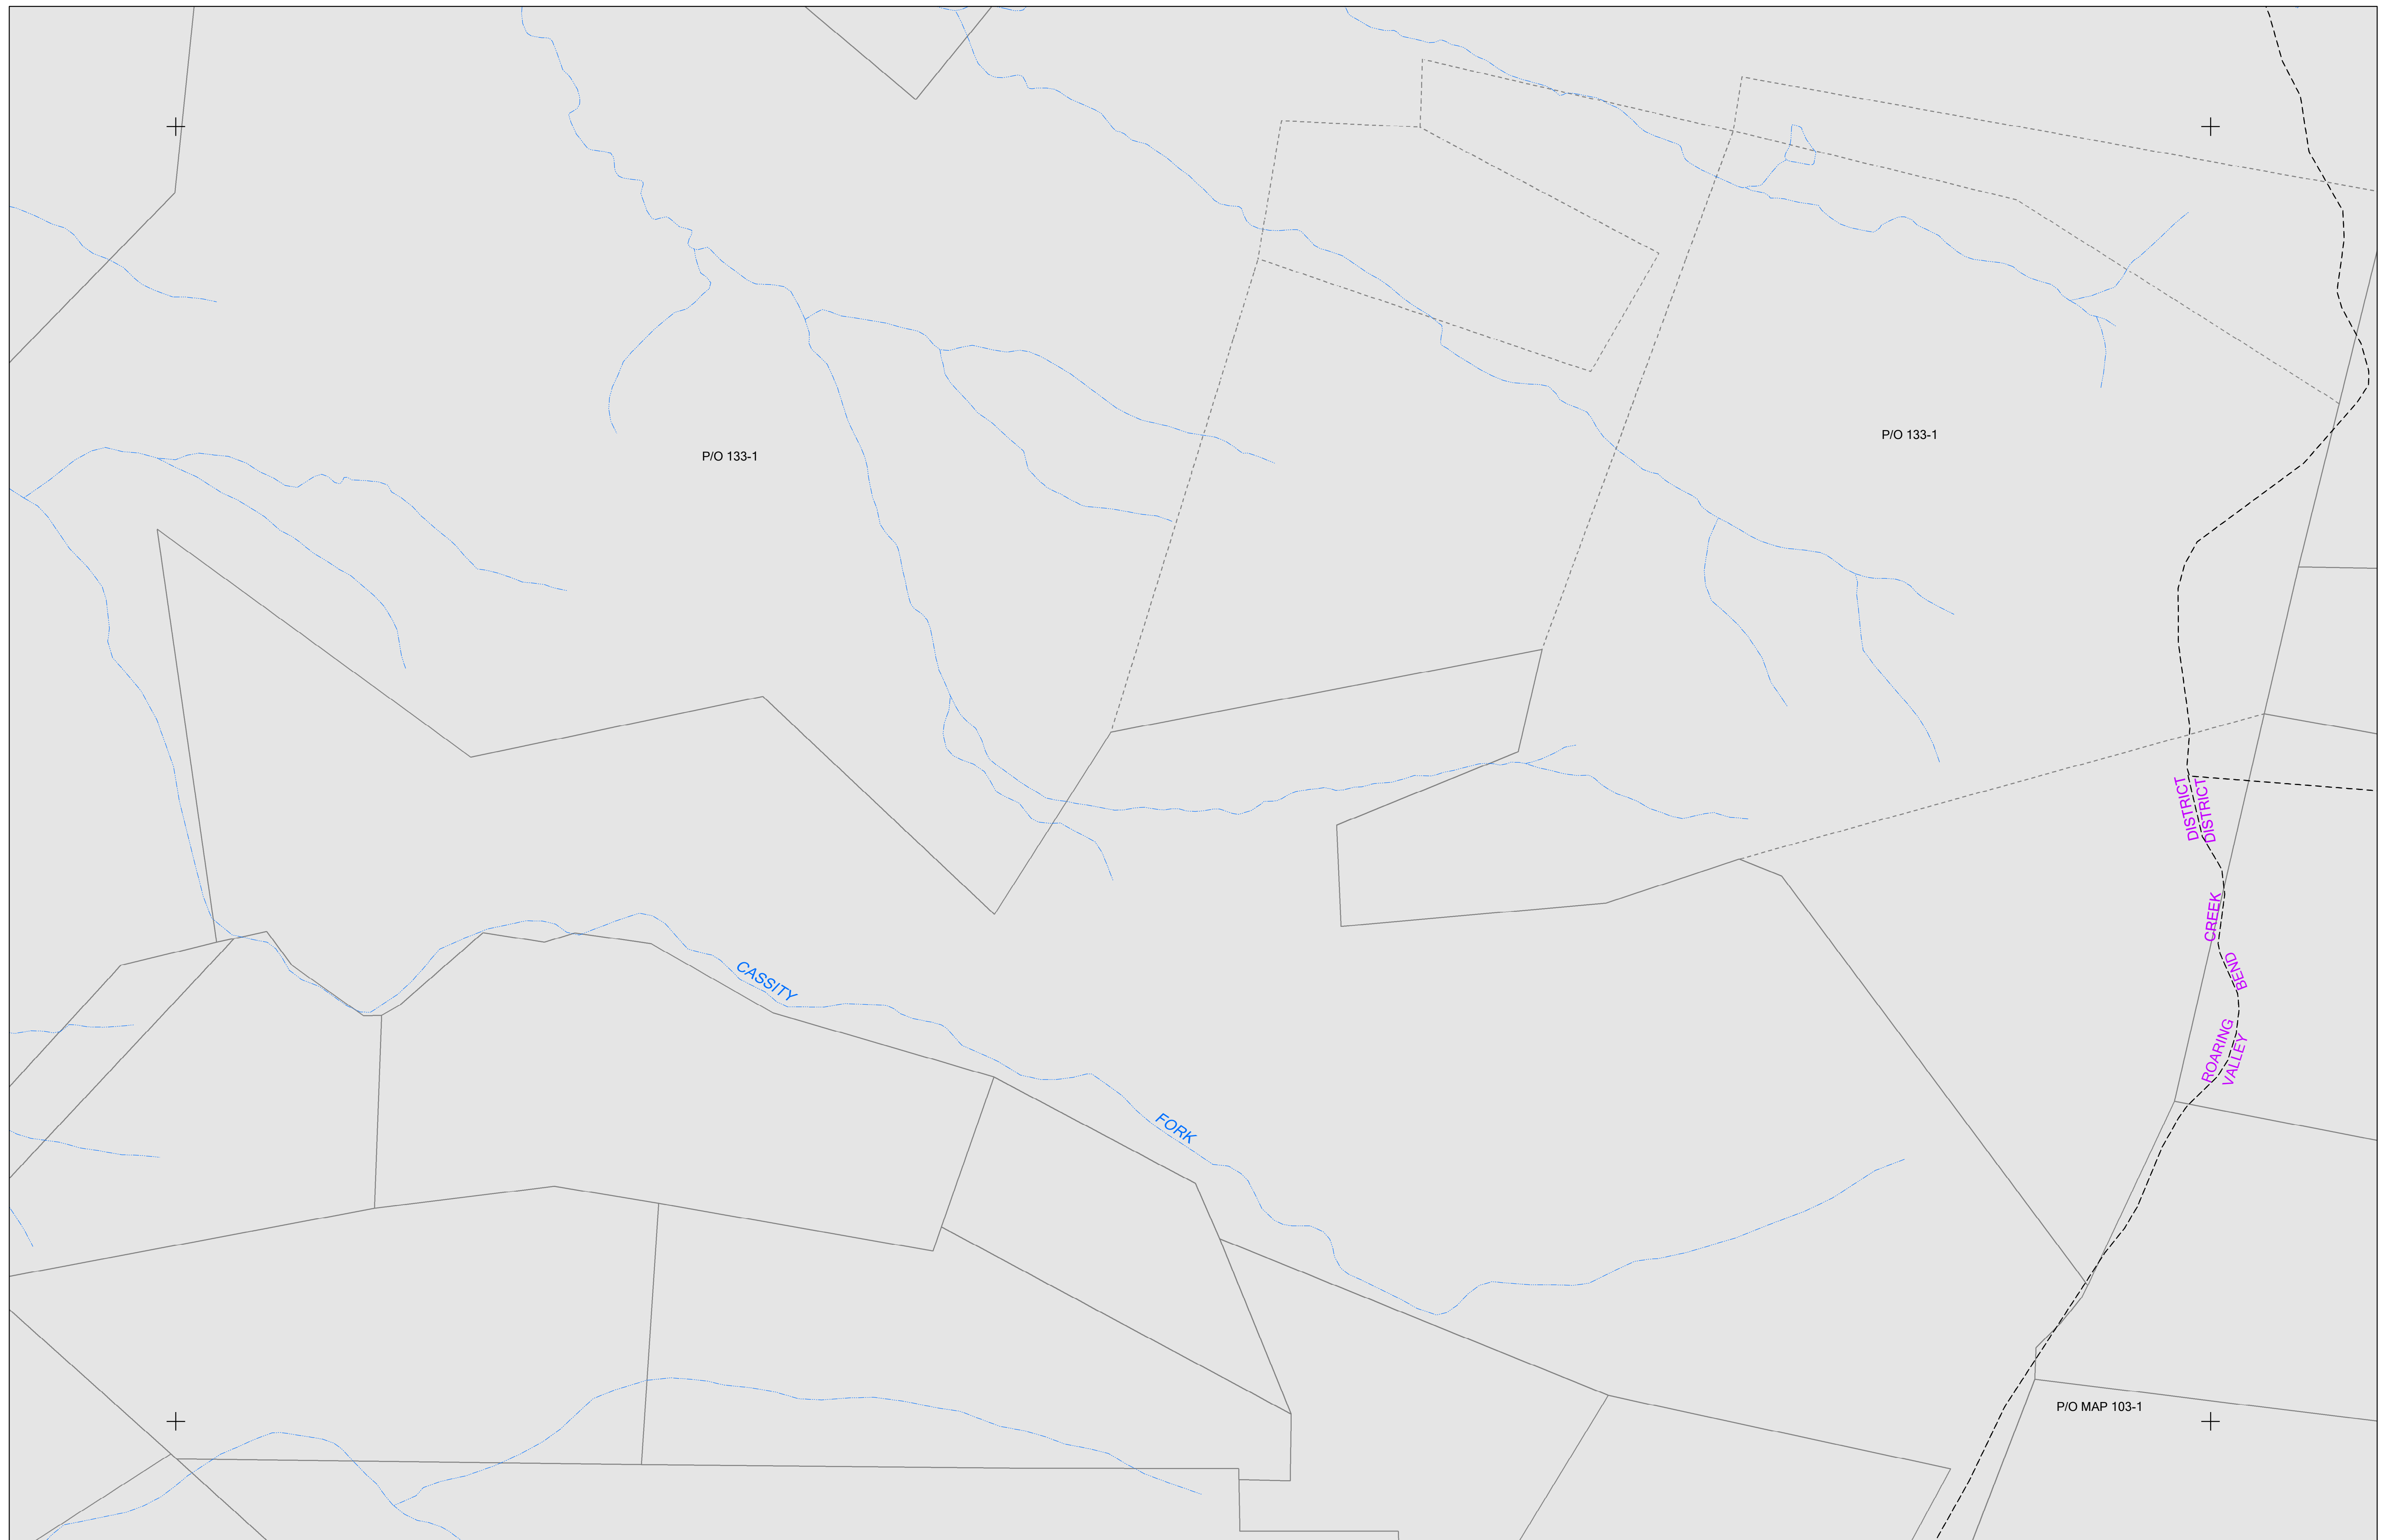 P/O 133-1
P/O 133-1
ROARING CREEK DISTRICT
VALLEY BEND DISTRICT
CASSITY FORK
P/O MAP 103-1